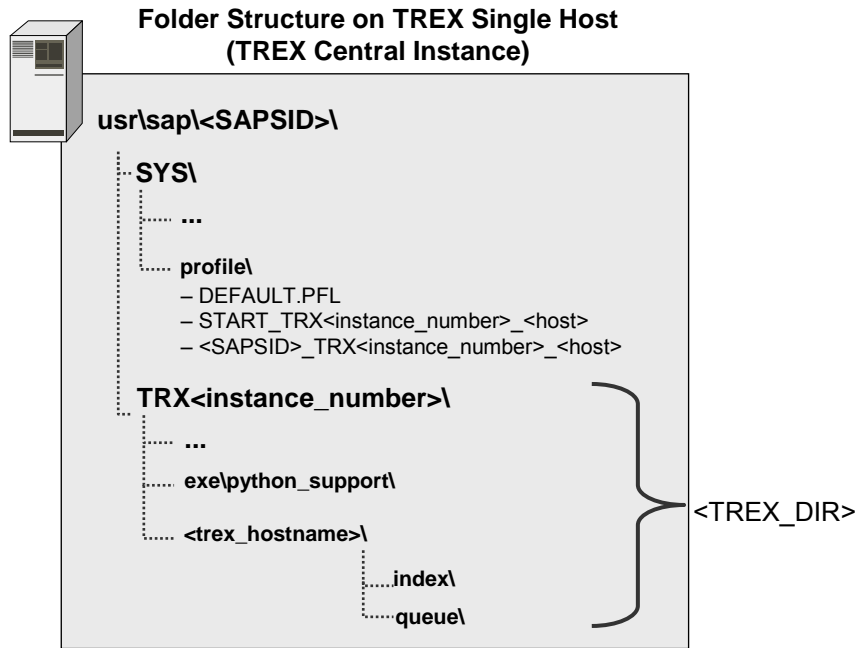 Folder Structure on TREX Single Host
(TREX Central Instance)
usr\sap\<SAPSID>\
SYS\
...
profile\
– DEFAULT.PFL
– START_TRX<instance_number>_<host>
– <SAPSID>_TRX<instance_number>_<host>
TRX<instance_number>\
...
exe\python_support\
<trex_hostname>\
index\
queue\
<TREX_DIR>